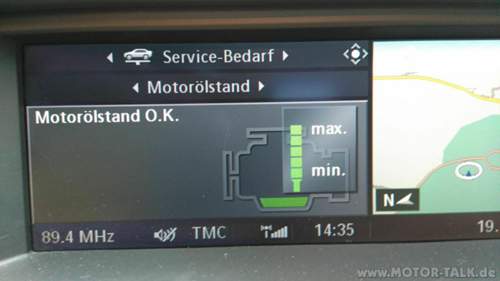 Service-Bedarf
Motorölstand
Motorölstand O.K.
max.
min.
N
89.4 MHz
TMC
14:35
19.
www.MOTOR-TALK.de